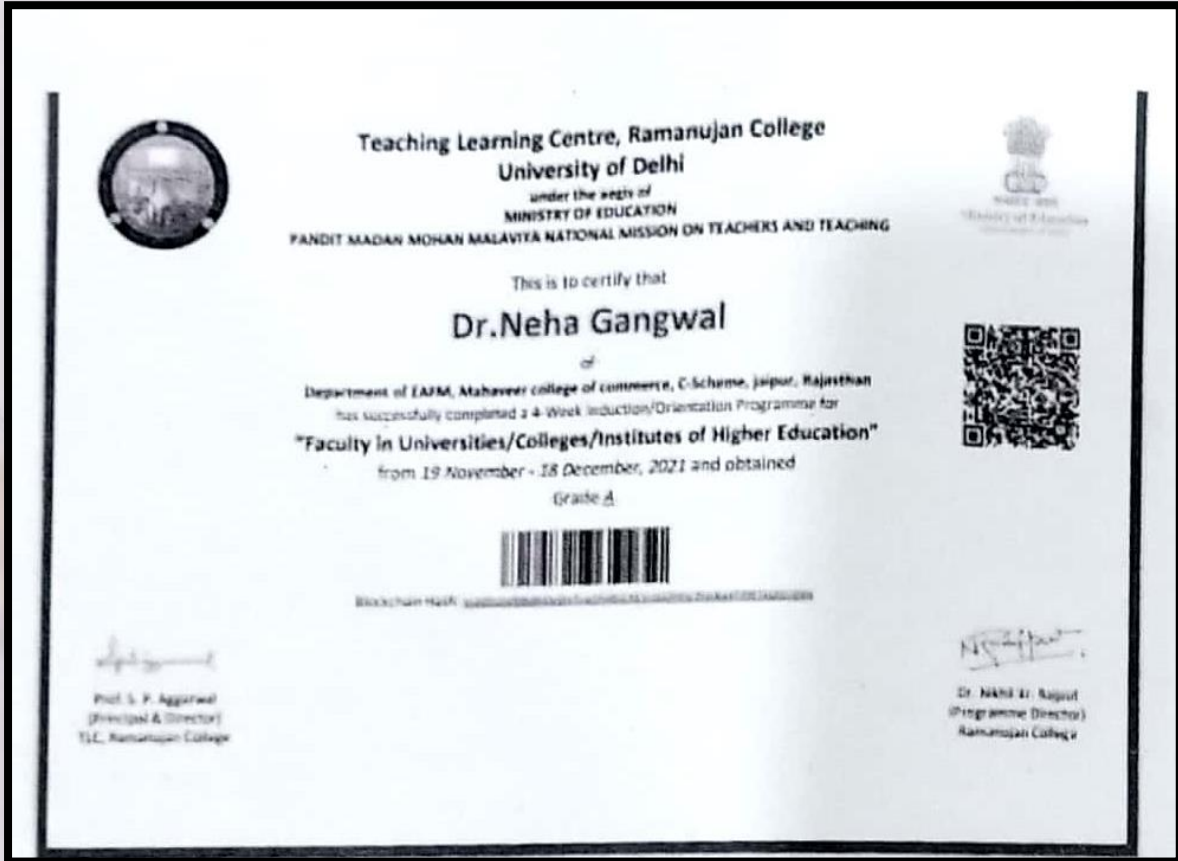 Teaching Learning Centre, Ramanujan College
University of Delhi
under the aegis of
MINISTRY OF EDUCATION
PANDIT MADAN MOHAN MALAVIYA NATIONAL MISSION ON TEACHERS AND TEACHING
Ministry of Education
This is to certify that
Dr.Neha Gangwal
of
Department of EAFM, Mahaveer college of commerce, C-Scheme, Jaipur, Rajasthan
has successfully completed a 4-Week Induction/Orientation Programme for
"Faculty in Universities/Colleges/Institutes of Higher Education"
from 19 November - 18 December, 2021 and obtained
Grade A
Blockchain Hash:
Prof. S. P. Aggarwal
(Principal & Director)
TLC, Ramanujan College
Dr. Nikhil Kr. Rajput
(Programme Director)
Ramanujan College